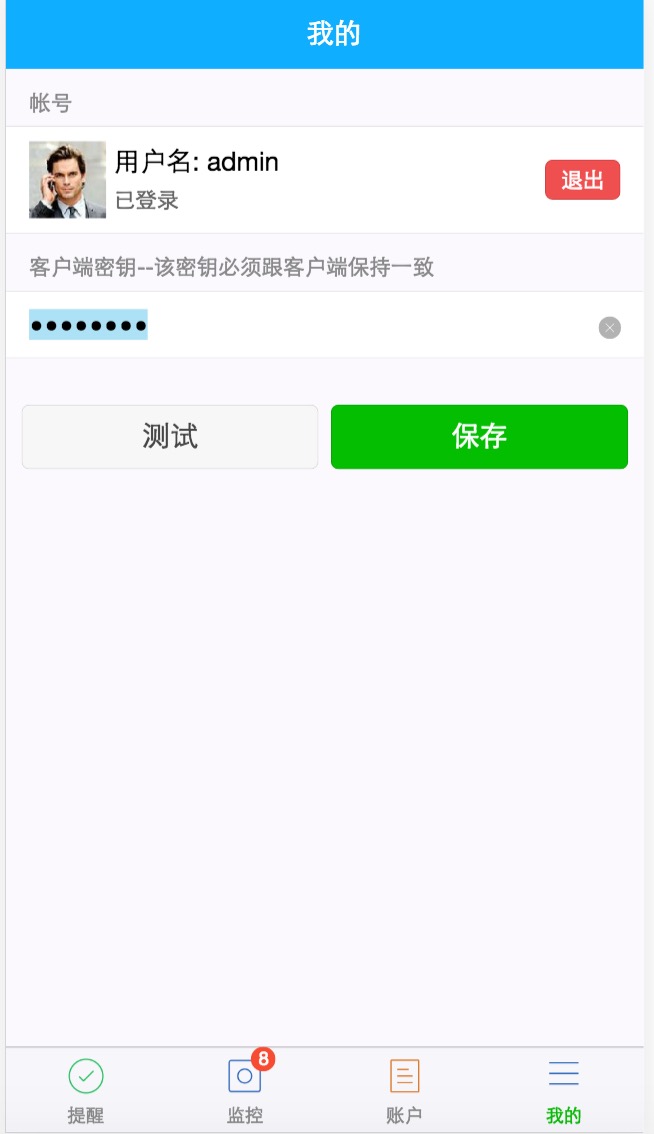 我的
帐号
用户名: admin
已登录
退出
客户端密钥--该密钥必须跟客户端保持一致
••••••••
测试
保存
8
提醒
监控
账户
我的